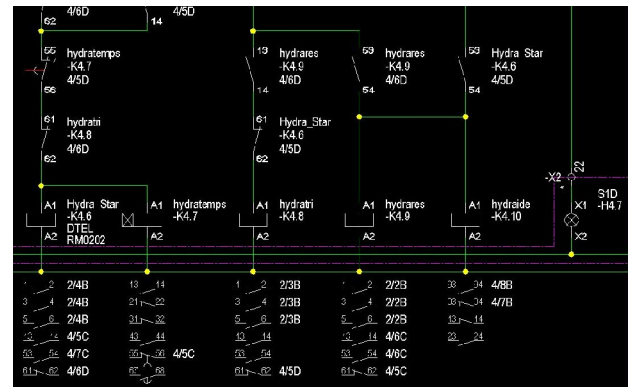 62 4/6D 14 4/5D
55 hydratemps 13 hydrares 53 hydrares 53 Hydra_Star
-K4.7 -K4.9 -K4.9 -K4.6
56 4/5D 14 4/6D 54 4/6D 54 4/5D
61 hydratri 61 Hydra_Star
-K4.8 -K4.6
62 4/6D 62 4/5D
-X2 22
A1 Hydra_Star A1 hydratemps A1 hydratri A1 hydrares A1 hydraide X1 S1D
-K4.6 -K4.7 -K4.8 -K4.9 -K4.10 -H4.7
DTEL
A2 RM0202 A2 A2 A2 A2 X2
1 2 2/4B 13 14 1 2 2/3B 1 2 2/2B 93 94 4/8B
3 4 2/4B 21 22 3 4 2/3B 3 4 2/2B 4/7B
5 6 2/4B 31 32 5 6 2/3B 5 6 2/2B 13 14
13 14 4/5C 43 44 13 14 13 14 4/6C 23 24
53 54 4/7C 55 56 4/5C 53 54 53 54 4/6C
61 62 4/6D 67 68 61 62 4/5D 61 62 4/5C